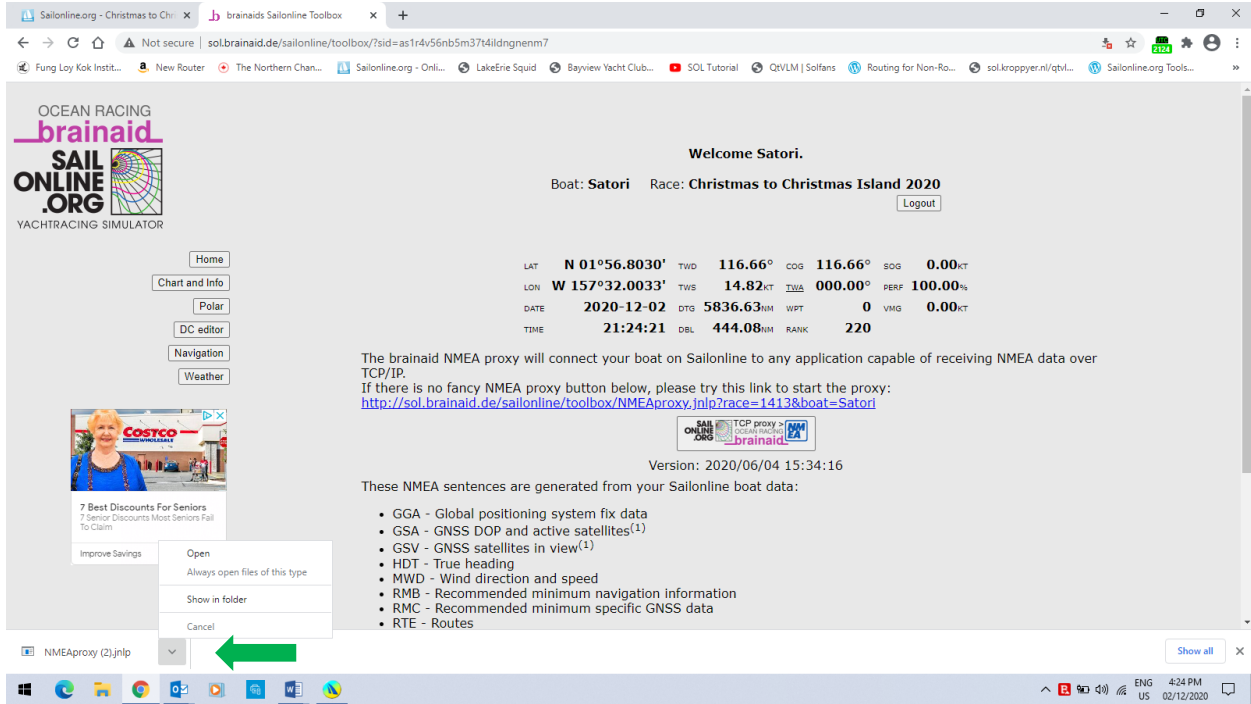 Sailonline.org - Christmas to Chri
brainaids Sailonline Toolbox
Not secure | sol.brainaid.de/sailonline/toolbox/?sid=as1r4v56nb5m37t4ildngnenm7
2124
Fung Loy Kok Instit... New Router The Northern Chan... Sailonline.org - Onli... LakeErie Squid Bayview Yacht Club... SOL Tutorial QtVLM | Solfans Routing for Non-Ro... sol.kroppyer.nl/qtvl... Sailonline.org Tools... »
OCEAN RACING
brainaid
SAIL
ONLINE
.ORG
YACHTRACING SIMULATOR
Welcome Satori.
Boat: Satori Race: Christmas to Christmas Island 2020
Logout
Home
Chart and Info
Polar
DC editor
Navigation
Weather
LAT N 01°56.8030' TWD 116.66° COG 116.66° SOG 0.00KT
LON W 157°32.0033' TWS 14.82KT TWA 000.00° PERF 100.00%
DATE 2020-12-02 DTG 5836.63NM WPT 0 VMG 0.00KT
TIME 21:24:21 DBL 444.08NM RANK 220
The brainaid NMEA proxy will connect your boat on Sailonline to any application capable of receiving NMEA data over
TCP/IP.
If there is no fancy NMEA proxy button below, please try this link to start the proxy:
http://sol.brainaid.de/sailonline/toolbox/NMEAproxy.jnlp?race=1413&boat=Satori
SAIL
ONLINE
.ORG
TCP proxy >
OCEAN RACING
brainaid
NM
EA
Version: 2020/06/04 15:34:16
These NMEA sentences are generated from your Sailonline boat data:
• GGA - Global positioning system fix data
• GSA - GNSS DOP and active satellites(1)
• GSV - GNSS satellites in view(1)
• HDT - True heading
• MWD - Wind direction and speed
• RMB - Recommended minimum navigation information
• RMC - Recommended minimum specific GNSS data
• RTE - Routes
COSTCO
WHOLESALE
7 Best Discounts For Seniors
7 Senior Discounts Most Seniors Fail
To Claim
Improve Savings
Open
Always open files of this type
Show in folder
Cancel
NMEAproxy (2).jnlp
Show all
ENG
US
4:24 PM
02/12/2020